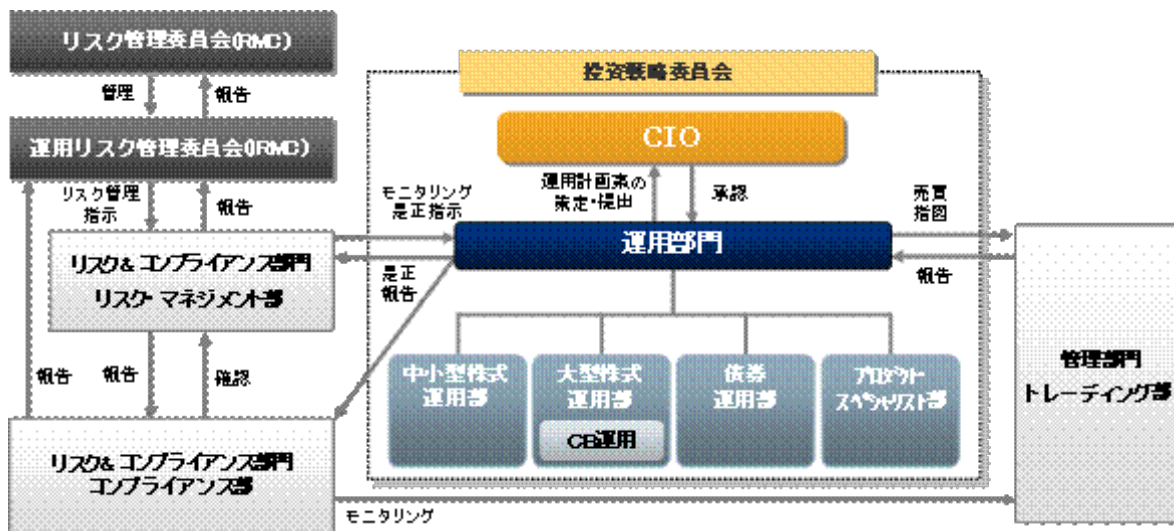 リスク管理委員会(RMC)
管理
報告
運用リスク管理委員会(IRMC)
リスク管理
指示
報告
リスク&コンプライアンス部門
リスク・マネジメント部
報告
報告
確認
リスク&コンプライアンス部門
コンプライアンス部
投資戦略委員会
CIO
運用計画案の
策定・提出
承認
モニタリング
是正指示
運用部門
是正
報告
売買
指図
報告
中小型株式
運用部
大型株式
運用部
CB運用
債券
運用部
プロダクト
スペシャリスト部
管理部門
トレーディング部
モニタリング